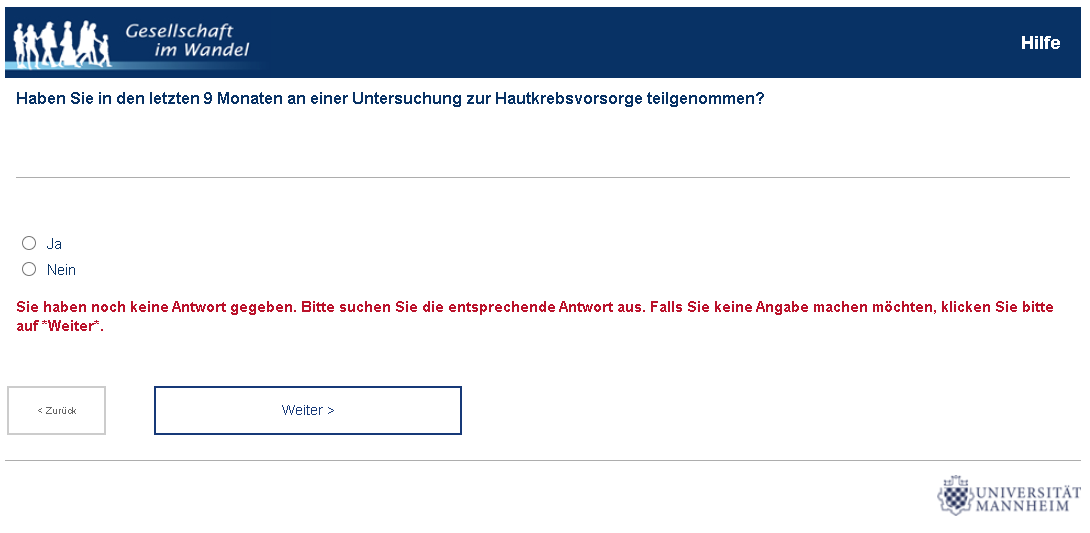 Gesellschaft
im Wandel
Hilfe
Haben Sie in den letzten 9 Monaten an einer Untersuchung zur Hautkrebsvorsorge teilgenommen?
Ja
Nein
Sie haben noch keine Antwort gegeben. Bitte suchen Sie die entsprechende Antwort aus. Falls Sie keine Angabe machen möchten, klicken Sie bitte
auf *Weiter*.
< Zurück
Weiter >
UNIVERSITÄT
MANNHEIM